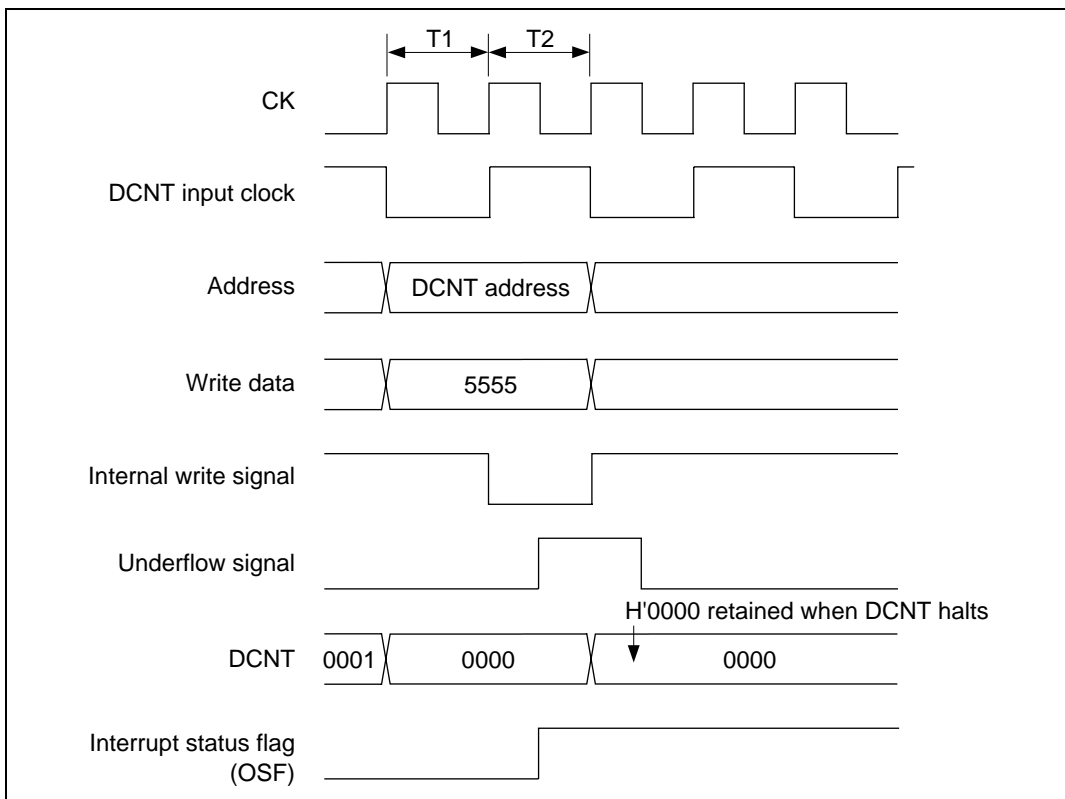 T1 T2
CK
DCNT input clock
Address DCNT address
Write data 5555
Internal write signal
Underflow signal
H'0000 retained when DCNT halts
DCNT 0001 0000 0000
Interrupt status flag
(OSF)